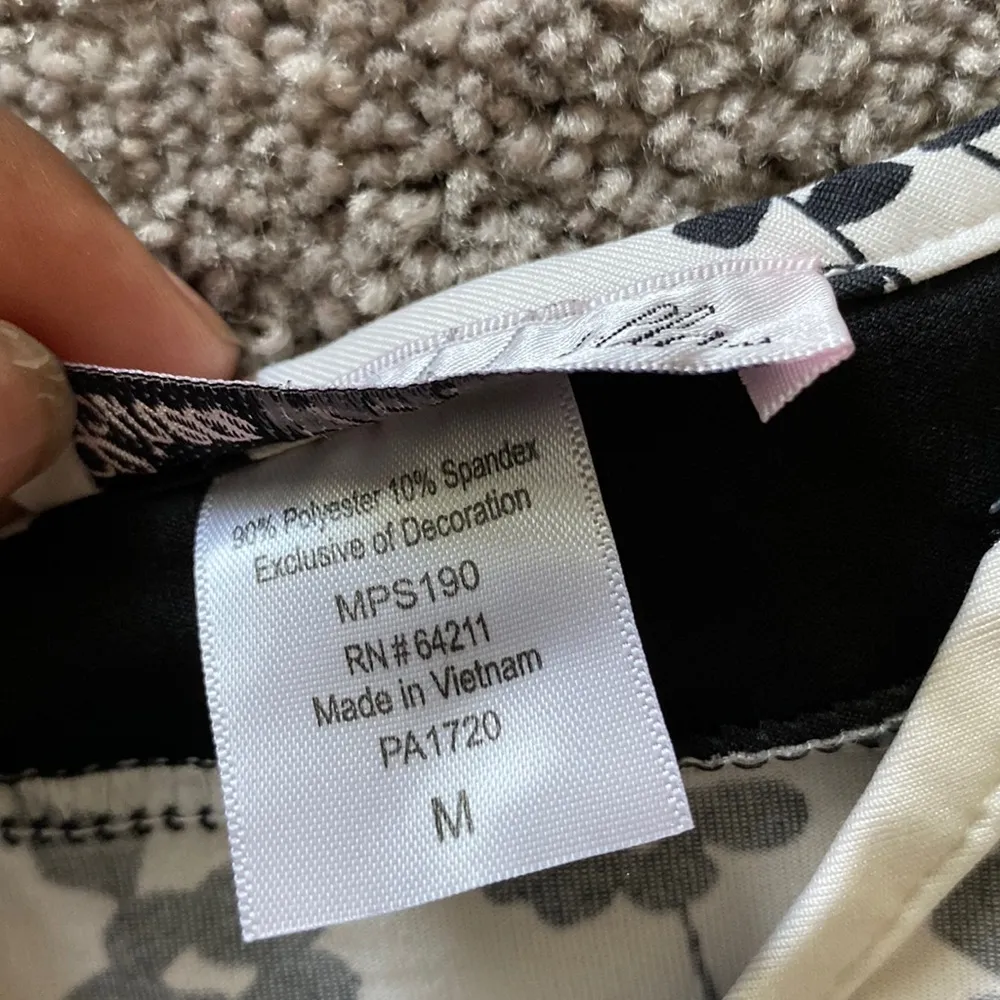 90% Polyester 10% Spandex
Exclusive of Decoration
MPS190
RN#64211
Made in Vietnam
PA1720
M